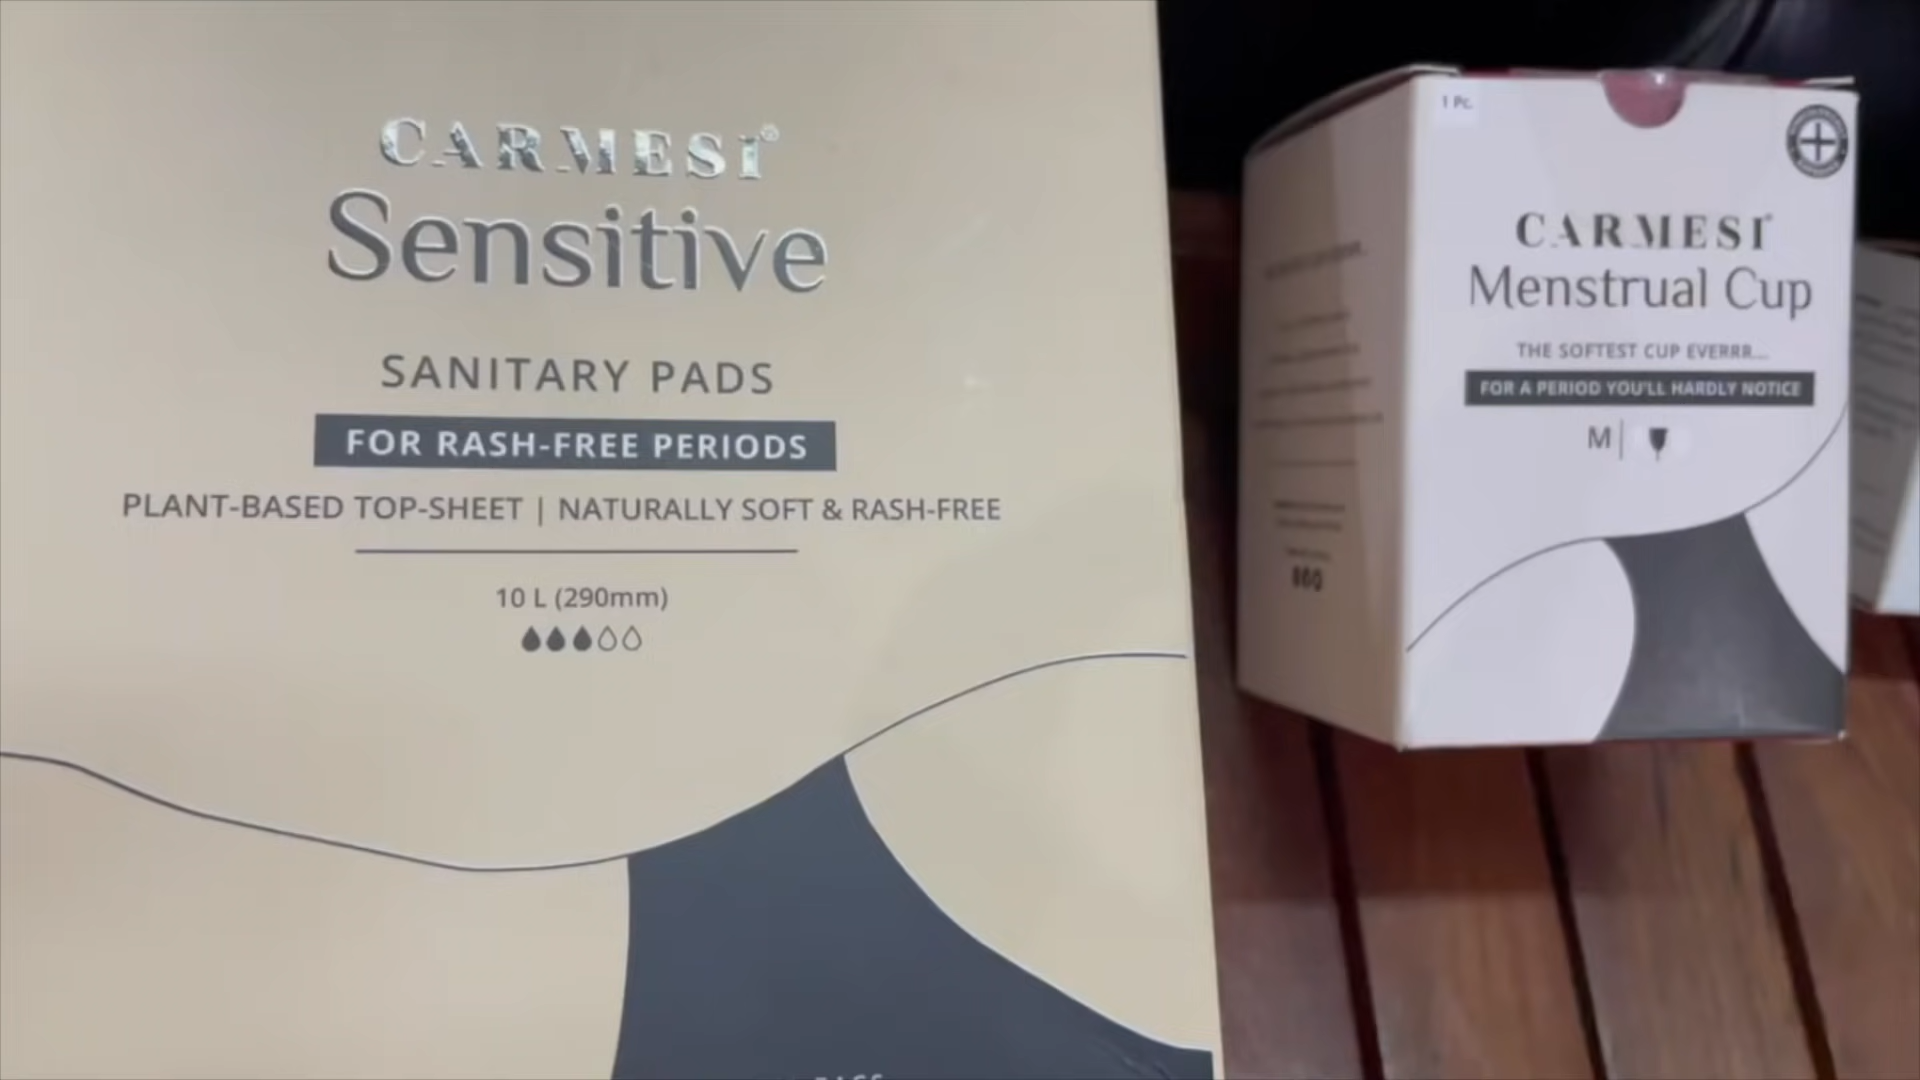 CARMESI®
Sensitive
SANITARY PADS
FOR RASH-FREE PERIODS
PLANT-BASED TOP-SHEET | NATURALLY SOFT & RASH-FREE
10 L (290mm)
1 Pc.
CARMESI
Menstrual Cup
THE SOFTEST CUP EVERRR...
FOR A PERIOD YOU'LL HARDLY NOTICE
M